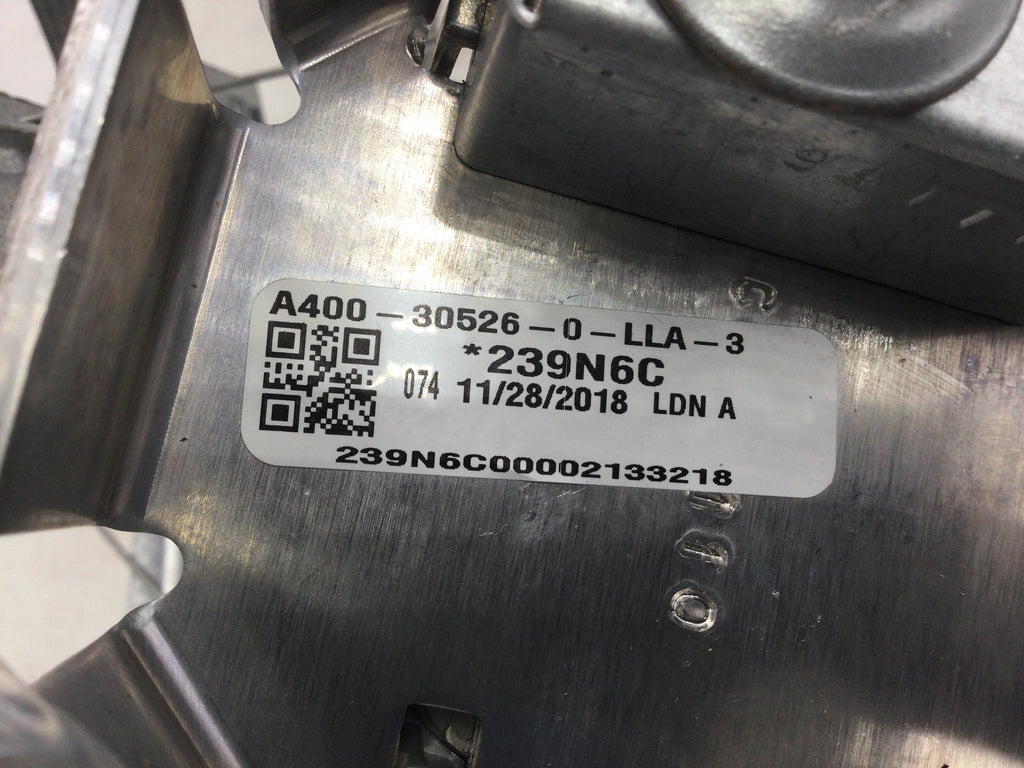 A400-30526-0-LLA-3
*239N6C
074 11/28/2018 LDN A
239N6C00002133218